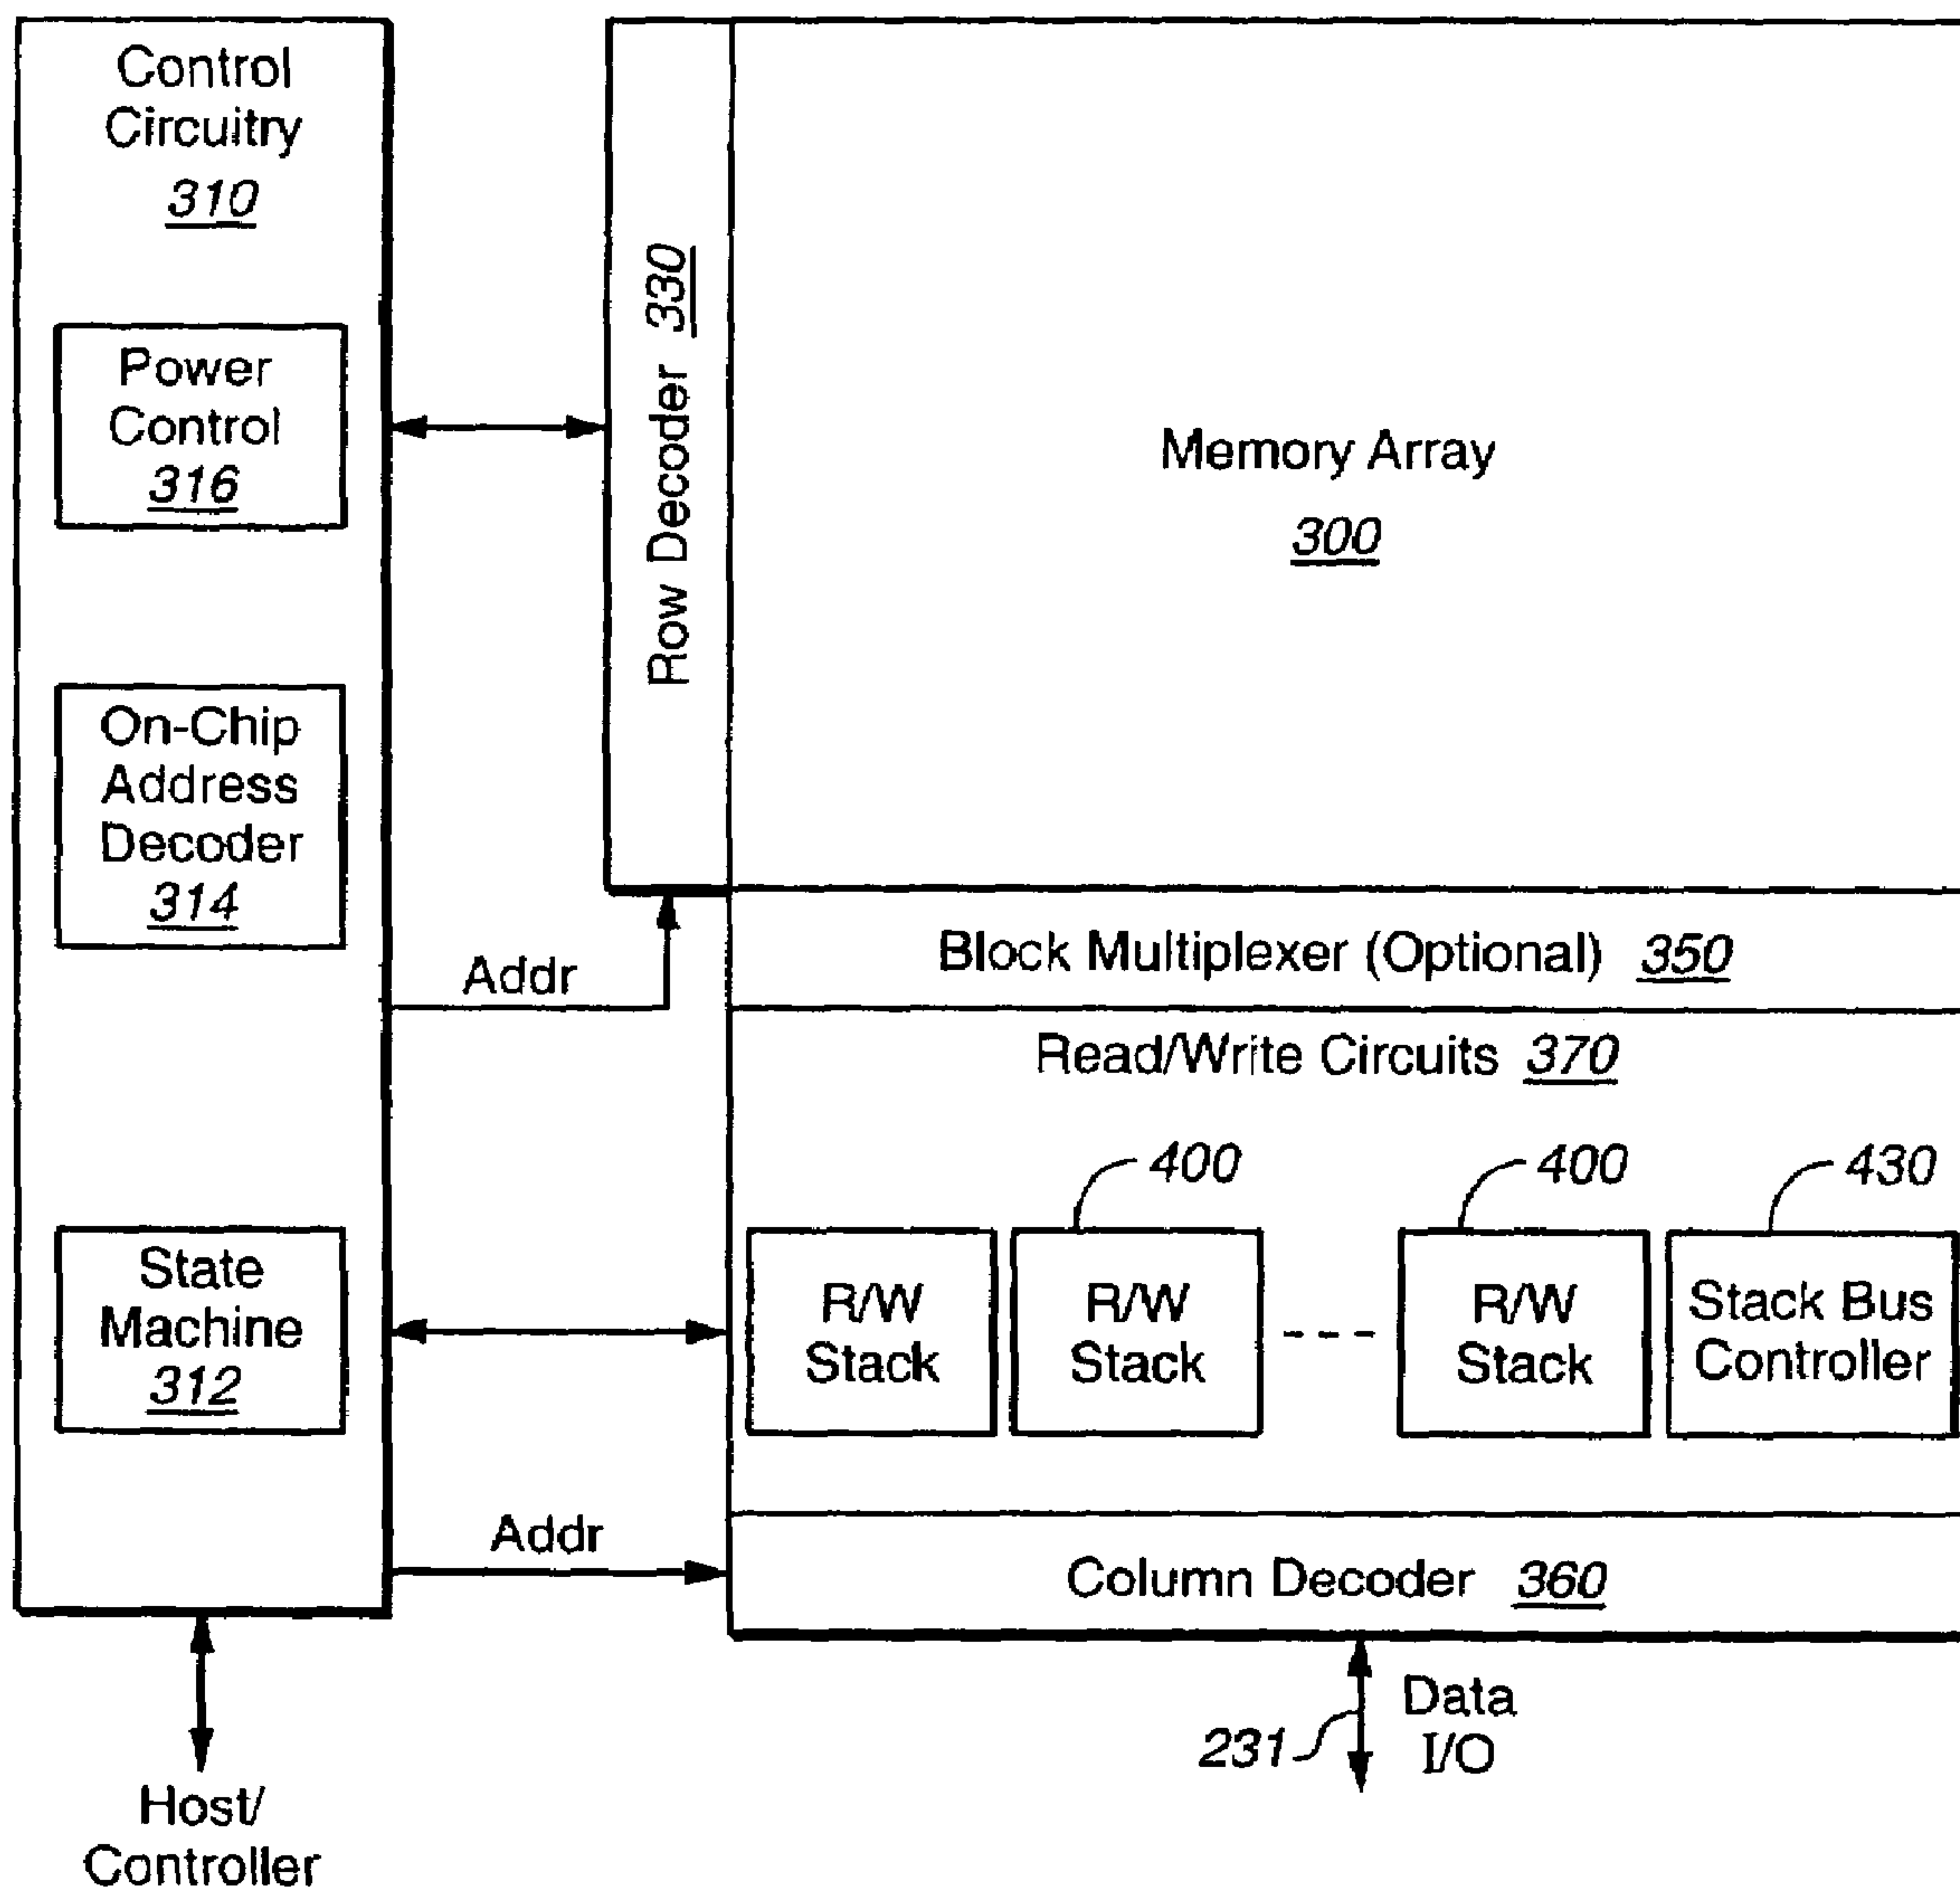 Control
Circuitry
310
Power
Control
316
On-Chip
Address
Decoder
314
State
Machine
312
Host/
Controller
Addr
Addr
Row Decoder 330
Memory Array
300
Block Multiplexer (Optional) 350
Read/Write Circuits 370
400
400
430
R/W
Stack
R/W
Stack
R/W
Stack
Stack Bus
Controller
Column Decoder 360
231
Data
I/O